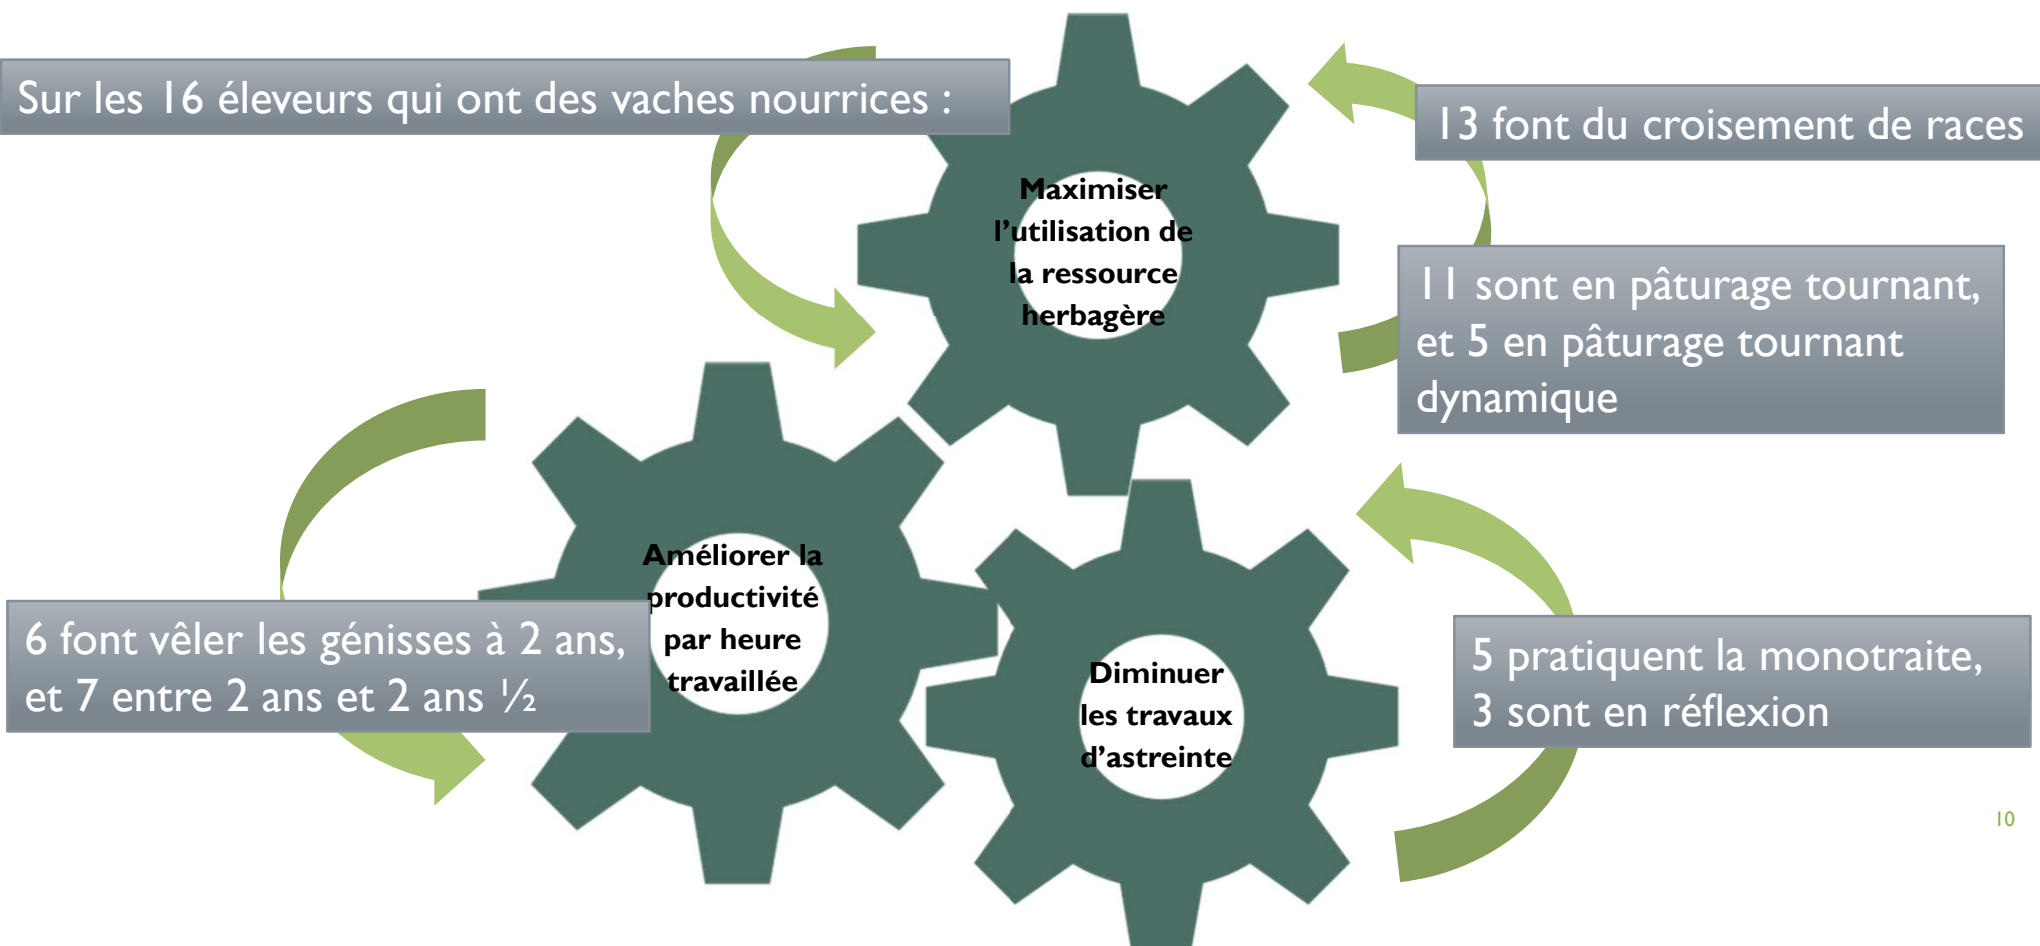 Sur les 16 éleveurs qui ont des vaches nourrices :
13 font du croisement de races
Maximiser
l’utilisation de
la ressource
herbagère
11 sont en pâturage tournant,
et 5 en pâturage tournant
dynamique
Améliorer la
productivité
par heure
travaillée
6 font vêler les génisses à 2 ans,
et 7 entre 2 ans et 2 ans ½
Diminuer
les travaux
d’astreinte
5 pratiquent la monotraite,
3 sont en réflexion
10